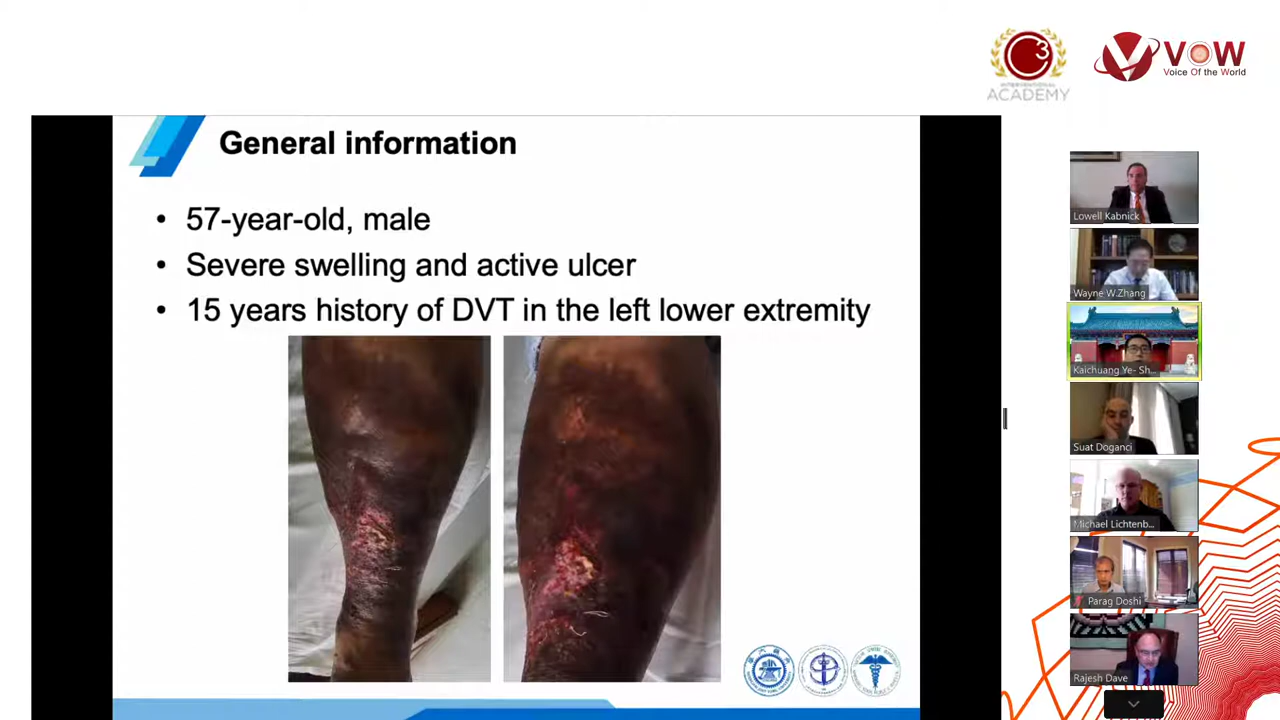 C3
INTERVENTIONAL
ACADEMY
VOW
Voice Of the World
General information
• 57-year-old, male
• Severe swelling and active ulcer
• 15 years history of DVT in the left lower extremity
Lowell Kabnick
Wayne W.Zhang
Kaichuang Ye- Sh...
Suat Doganci
Michael Lichtenb...
Parag Doshi
Rajesh Dave